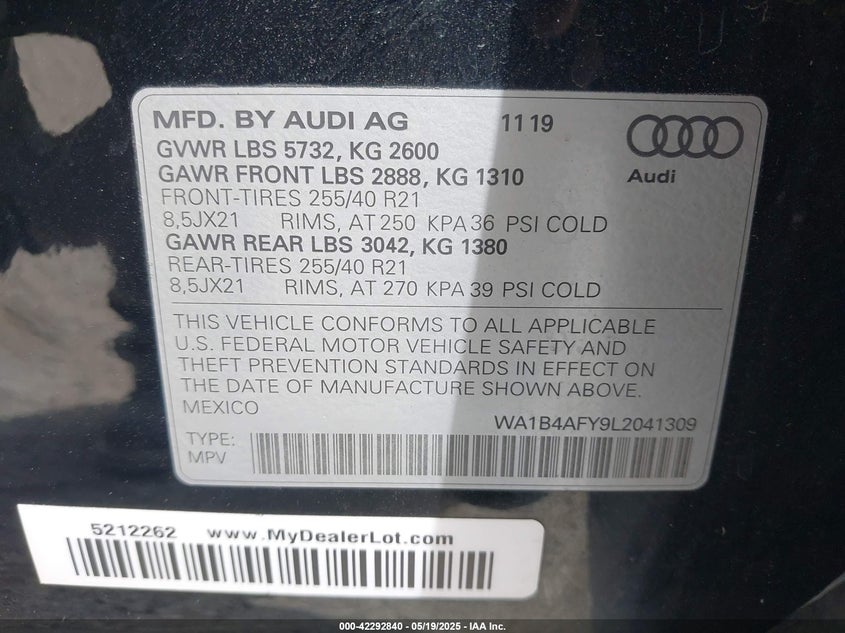 MFD. BY AUDI AG 11 19
GVWR LBS 5732, KG 2600
GAWR FRONT LBS 2888, KG 1310
Audi
FRONT-TIRES 255/40 R21
8,5JX21 RIMS, AT 250 KPA 36 PSI COLD
GAWR REAR LBS 3042, KG 1380
REAR-TIRES 255/40 R21
8,5JX21 RIMS, AT 270 KPA 39 PSI COLD
THIS VEHICLE CONFORMS TO ALL APPLICABLE
U.S. FEDERAL MOTOR VEHICLE SAFETY AND
THEFT PREVENTION STANDARDS IN EFFECT ON
THE DATE OF MANUFACTURE SHOWN ABOVE.
MEXICO
WA1B4AFY9L2041309
TYPE:
MPV
5212262 www.MyDealerLot.com
000-42292840 - 05/19/2025 - IAA Inc.